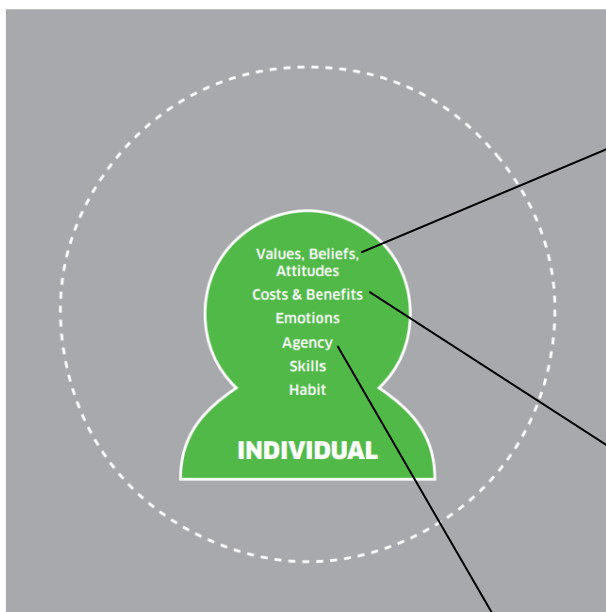 Values, Beliefs,
Attitudes
Costs & Benefits
Emotions
Agency
Skills
Habit
INDIVIDUAL